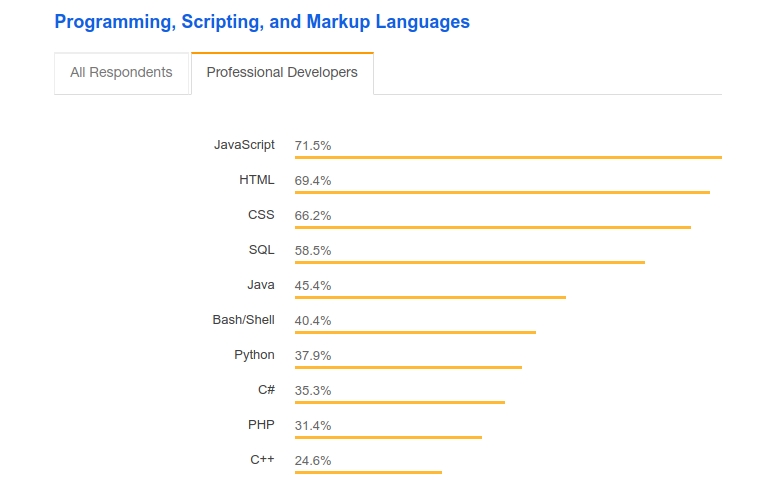 Programming, Scripting, and Markup Languages
All Respondents Professional Developers
JavaScript 71.5%
HTML 69.4%
CSS 66.2%
SQL 58.5%
Java 45.4%
Bash/Shell 40.4%
Python 37.9%
C# 35.3%
PHP 31.4%
C++ 24.6%